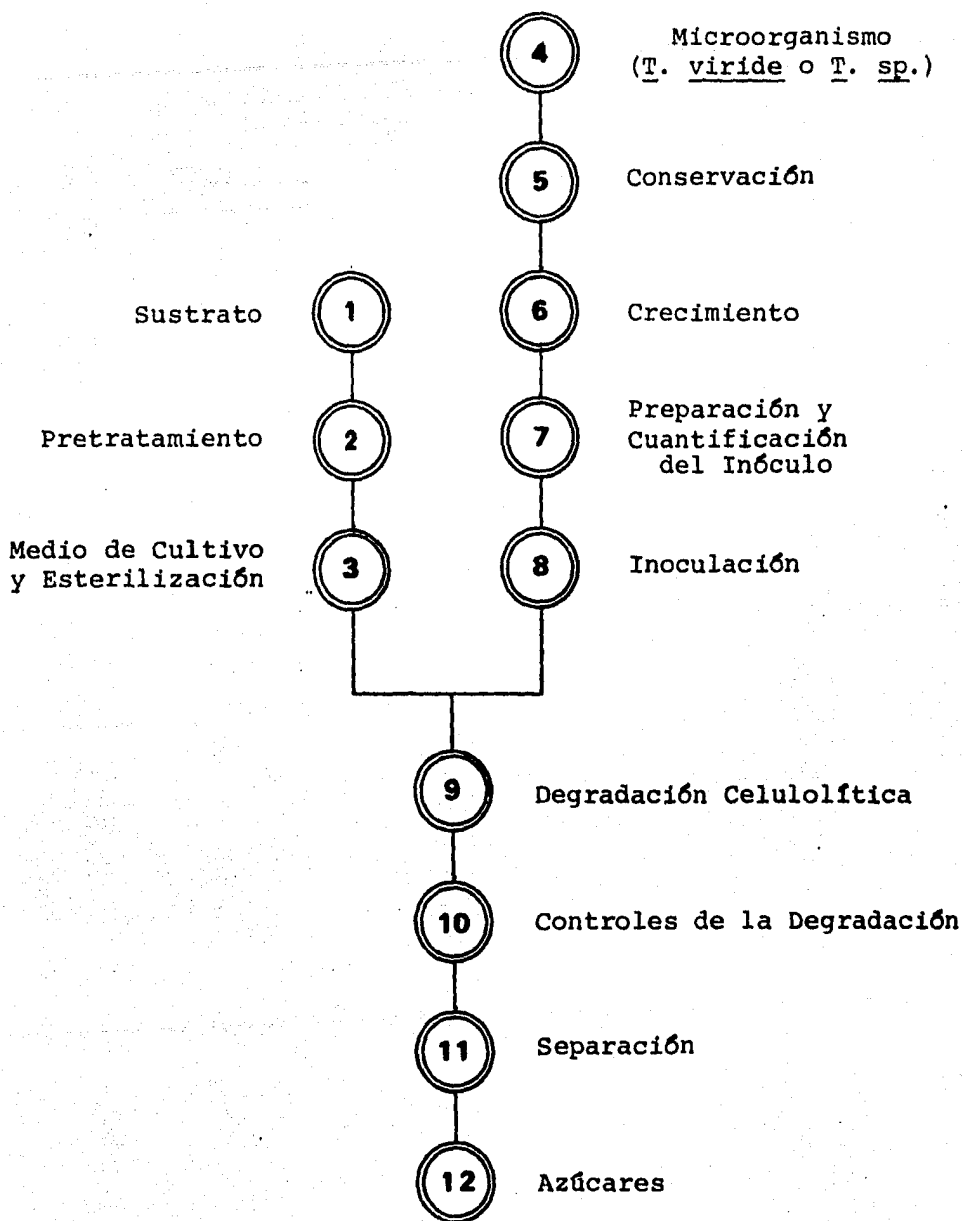 4
Microorganismo
(T. viride o T. sp.)
5
Conservación
Sustrato
1
6
Crecimiento
Pretratamiento
2
7
Preparación y
Cuantificación
del Inóculo
Medio de Cultivo
y Esterilización
3
8
Inoculación
9
Degradación Celulolítica
10
Controles de la Degradación
11
Separación
12
Azúcares